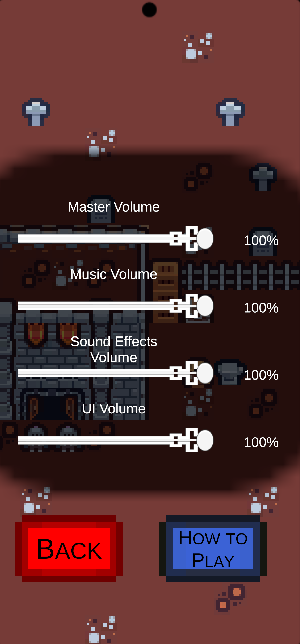 Master Volume
100%
Music Volume
100%
Sound Effects
Volume
100%
UI Volume
100%
BACK
HOW TO
PLAY